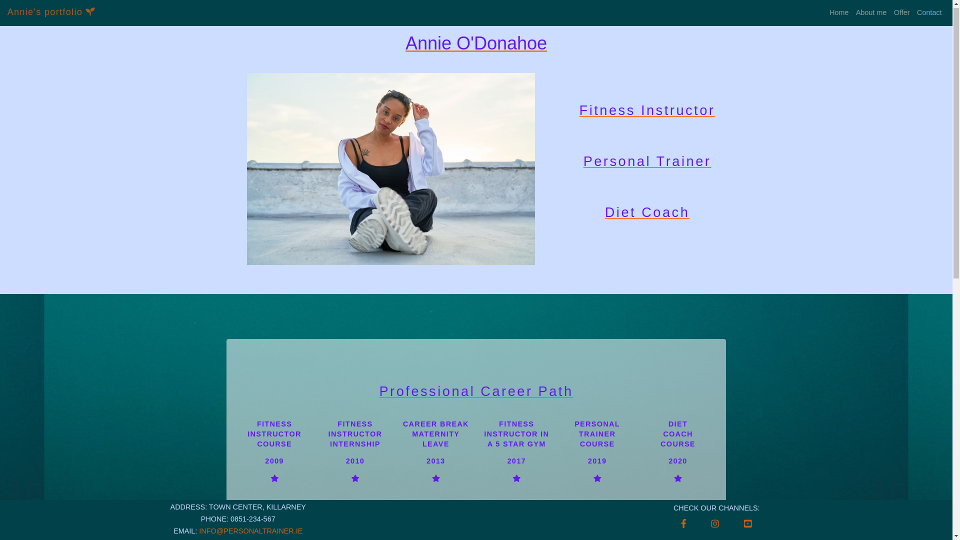 Annie's portfolio
Home About me Offer Contact
Annie O'Donahoe
Fitness Instructor
Personal Trainer
Diet Coach
Professional Career Path
FITNESS INSTRUCTOR COURSE
2009
FITNESS INSTRUCTOR INTERNSHIP
2010
CAREER BREAK MATERNITY LEAVE
2013
FITNESS INSTRUCTOR IN A 5 STAR GYM
2017
PERSONAL TRAINER COURSE
2019
DIET COACH COURSE
2020
ADDRESS: TOWN CENTER, KILLARNEY
PHONE: 0851-234-567
EMAIL: INFO@PERSONALTRAINER.IE
CHECK OUR CHANNELS: